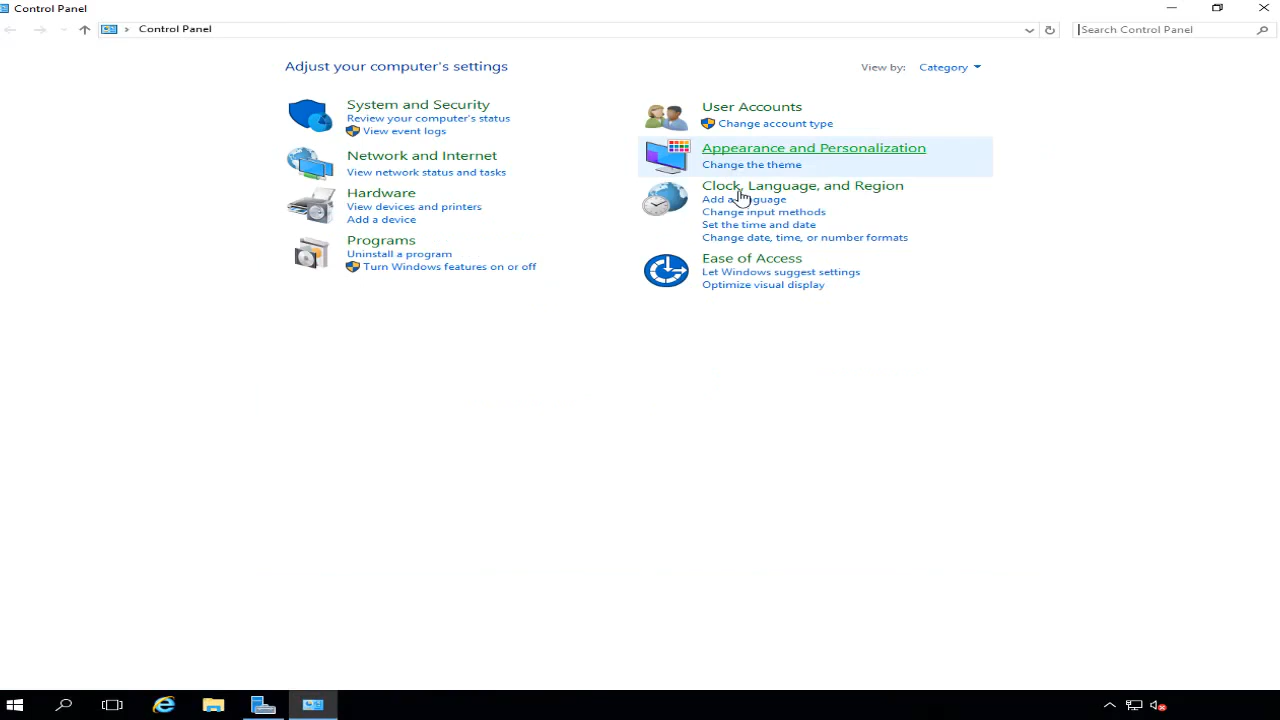 Control Panel
Control Panel
Search Control Panel
Adjust your computer's settings
View by: Category
System and Security
Review your computer's status
View event logs
Network and Internet
View network status and tasks
Hardware
View devices and printers
Add a device
Programs
Uninstall a program
Turn Windows features on or off
User Accounts
Change account type
Appearance and Personalization
Change the theme
Clock, Language, and Region
Add a language
Change input methods
Set the time and date
Change date, time, or number formats
Ease of Access
Let Windows suggest settings
Optimize visual display